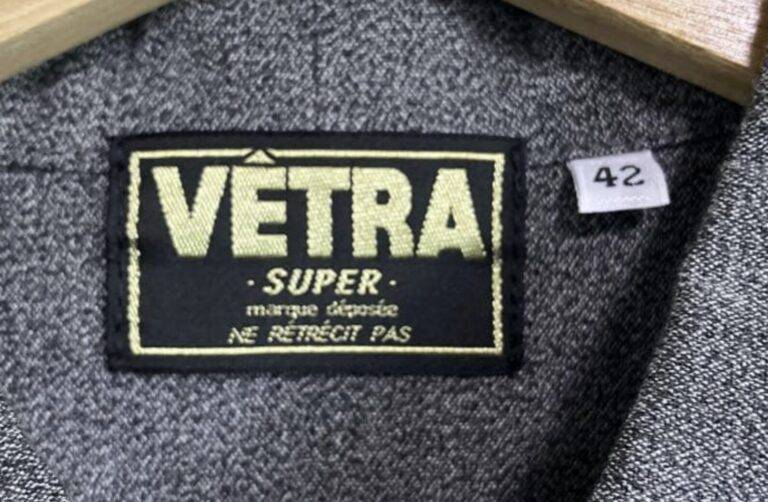 VÊTRA
· SUPER ·
marque déposée
NE RÉTRÉCIT PAS
42